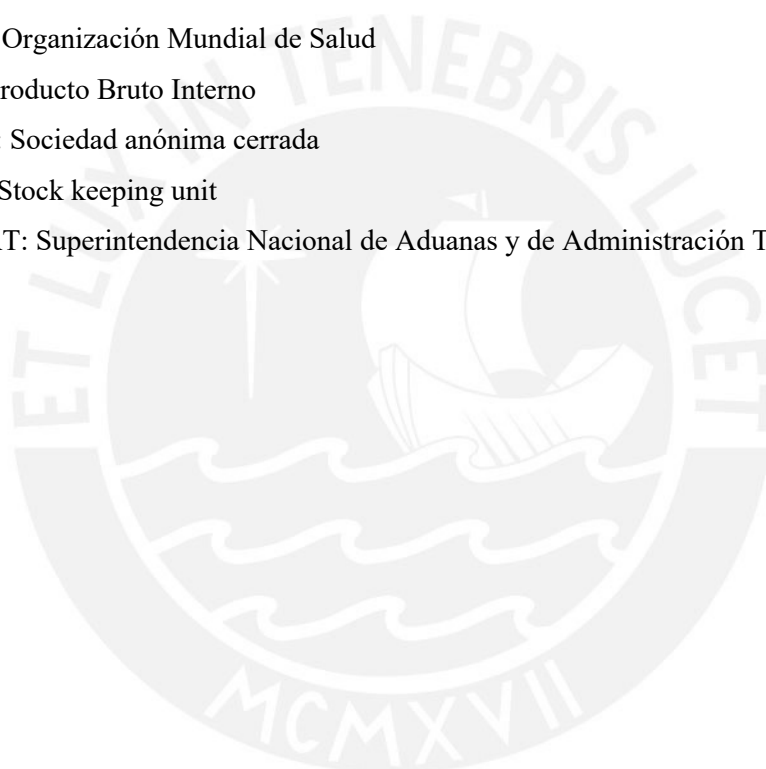 Organización Mundial de Salud
roducto Bruto Interno
: Sociedad anónima cerrada
Stock keeping unit
T: Superintendencia Nacional de Aduanas y de Administración T
ET LUX IN TENEBRIS LUCET
MCMXVII